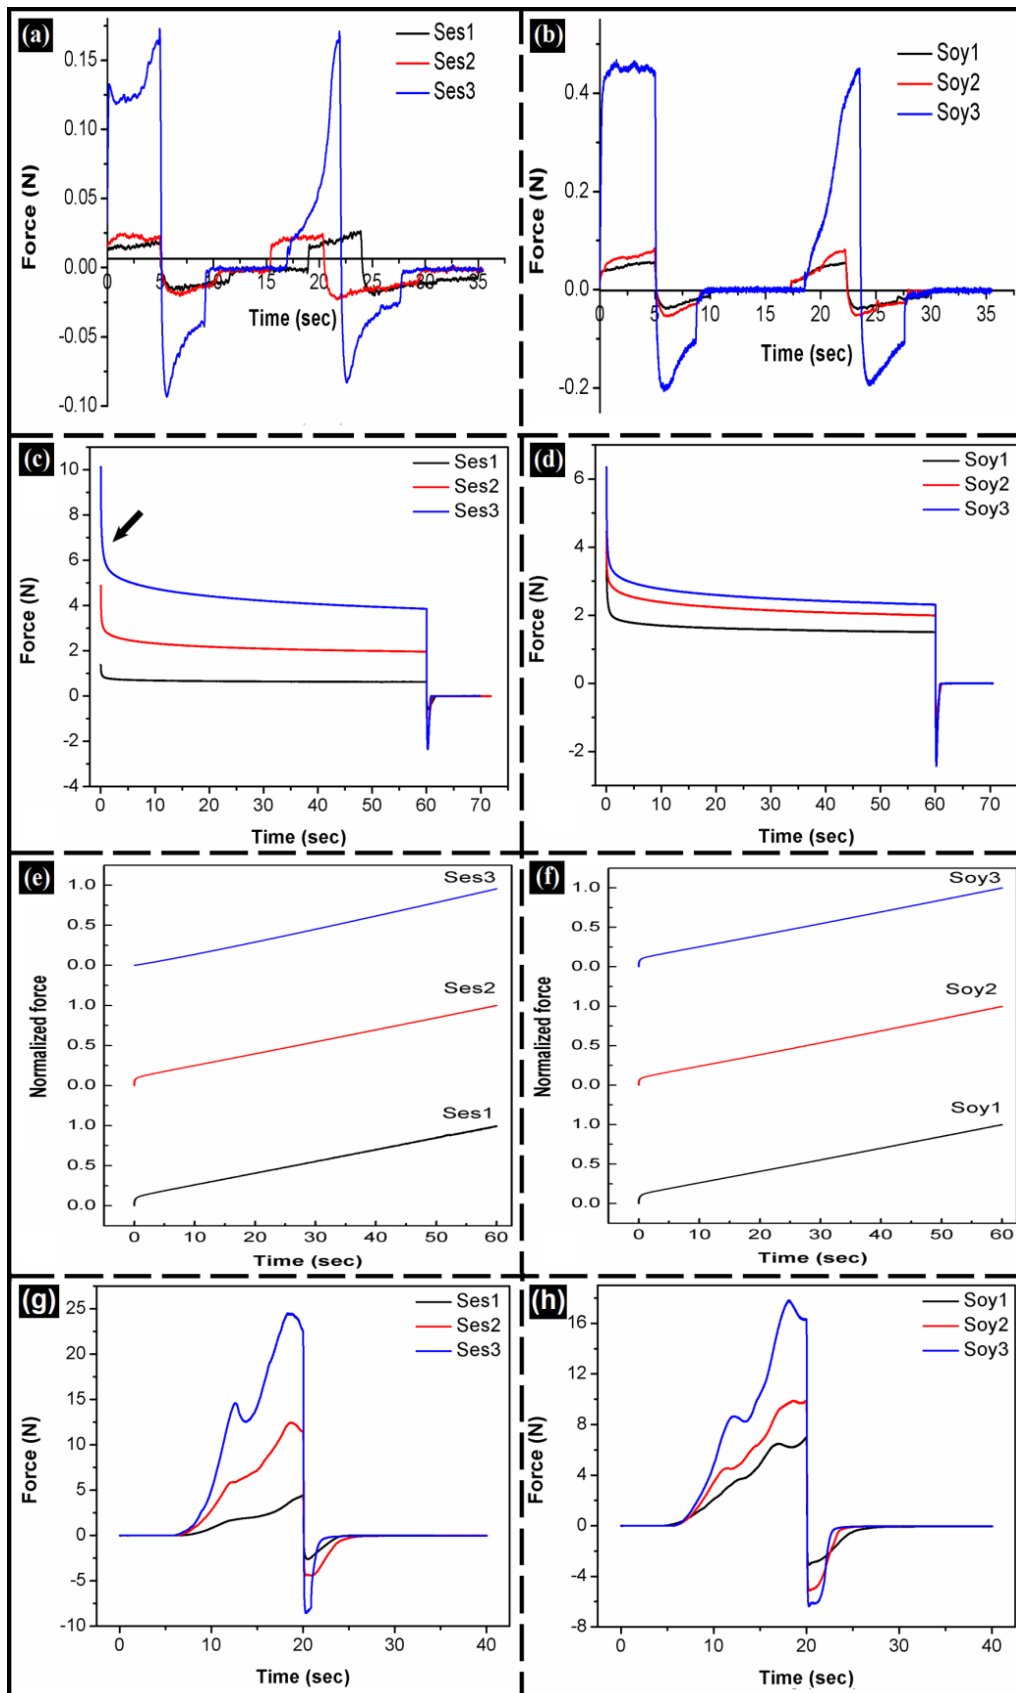 (a)
Ses1
Ses2
Ses3
0.15
0.10
0.05
0.00
-0.05
-0.10
Force (N)
0 5 10 15 20 25 30 35
Time (sec)
(b)
Soy1
Soy2
Soy3
0.4
0.2
0.0
-0.2
Force (N)
0 5 10 15 20 25 30 35
Time (sec)
(c)
Ses1
Ses2
Ses3
10
8
6
4
2
0
-2
-4
Force (N)
0 10 20 30 40 50 60 70
Time (sec)
(d)
Soy1
Soy2
Soy3
6
4
2
0
-2
Force (N)
0 10 20 30 40 50 60 70
Time (sec)
(e)
Ses3
1.0
0.5
0.0
Ses2
1.0
0.5
0.0
Ses1
1.0
0.5
0.0
Normalized force
0 10 20 30 40 50 60
Time (sec)
(f)
Soy3
1.0
0.5
0.0
Soy2
1.0
0.5
0.0
Soy1
1.0
0.5
0.0
Normalized force
0 10 20 30 40 50 60
Time (sec)
(g)
Ses1
Ses2
Ses3
25
20
15
10
5
0
-5
-10
Force (N)
0 10 20 30 40
Time (sec)
(h)
Soy1
Soy2
Soy3
16
12
8
4
0
-4
-8
Force (N)
0 10 20 30 40
Time (sec)